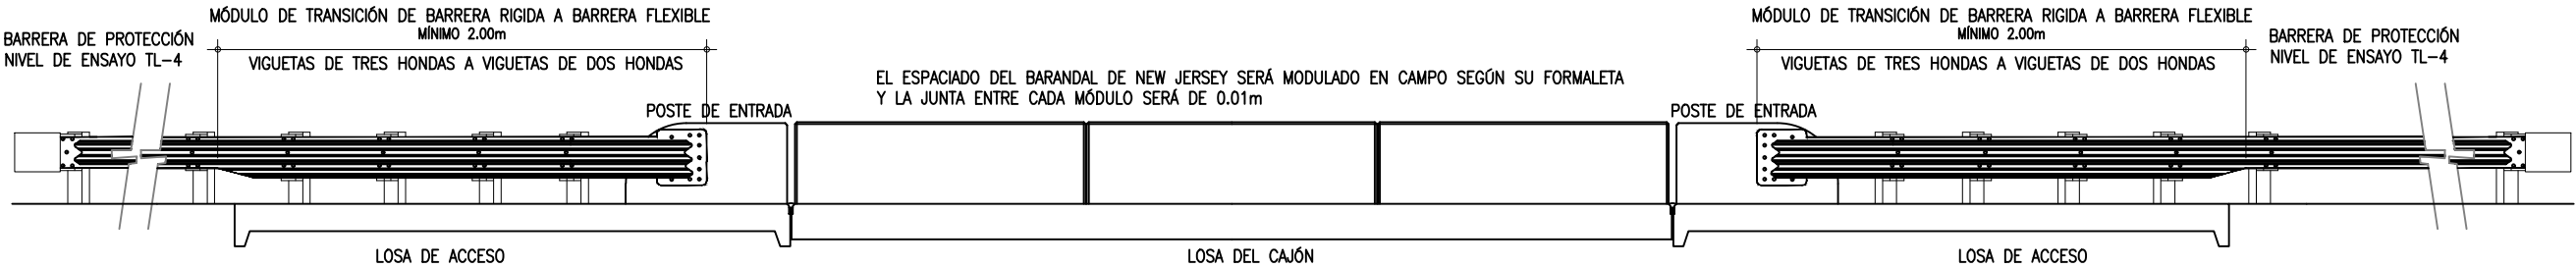 MÓDULO DE TRANSICIÓN DE BARRERA RIGIDA A BARRERA FLEXIBLE
MÍNIMO 2.00m
BARRERA DE PROTECCIÓN
NIVEL DE ENSAYO TL-4
VIGUETAS DE TRES HONDAS A VIGUETAS DE DOS HONDAS
POSTE DE ENTRADA
EL ESPACIADO DEL BARANDAL DE NEW JERSEY SERÁ MODULADO EN CAMPO SEGÚN SU FORMALETA
Y LA JUNTA ENTRE CADA MÓDULO SERÁ DE 0.01m
MÓDULO DE TRANSICIÓN DE BARRERA RIGIDA A BARRERA FLEXIBLE
MÍNIMO 2.00m
BARRERA DE PROTECCIÓN
NIVEL DE ENSAYO TL-4
VIGUETAS DE TRES HONDAS A VIGUETAS DE DOS HONDAS
POSTE DE ENTRADA
LOSA DE ACCESO
LOSA DEL CAJÓN
LOSA DE ACCESO